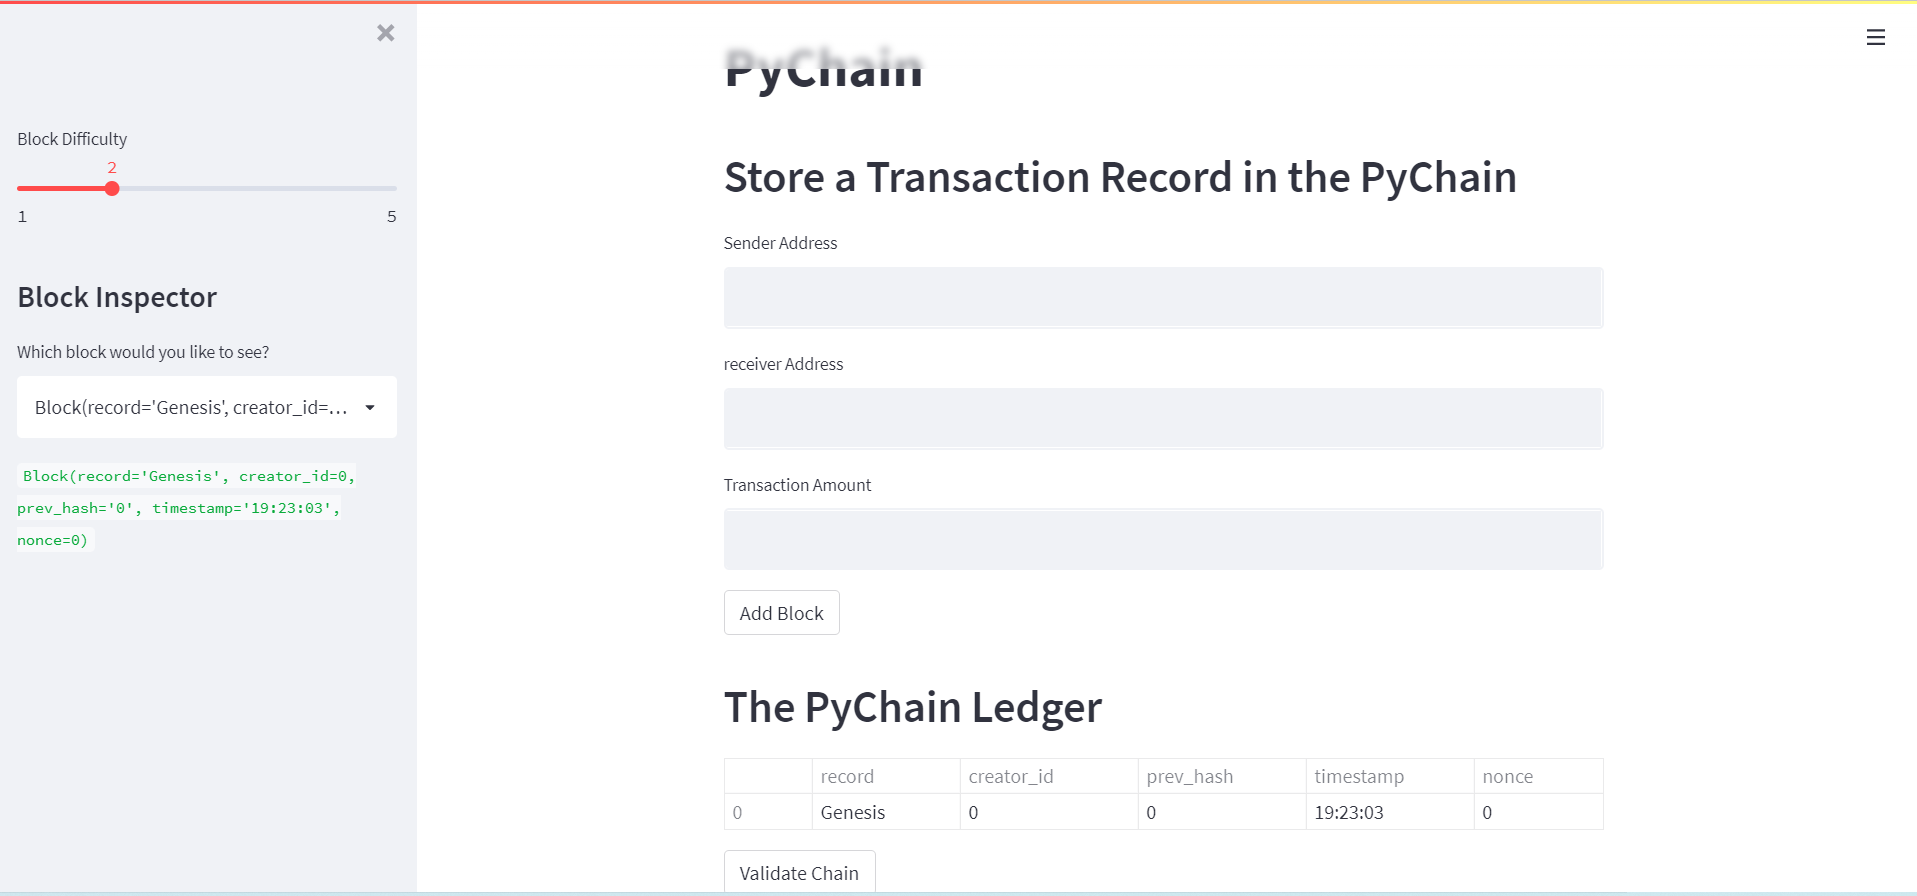 Block Difficulty
2
1 5
Block Inspector
Which block would you like to see?
Block(record='Genesis', creator_id=...
Block(record='Genesis', creator_id=0,
prev_hash='0', timestamp='19:23:03',
nonce=0)
PyChain
Store a Transaction Record in the PyChain
Sender Address
receiver Address
Transaction Amount
Add Block
The PyChain Ledger
record creator_id prev_hash timestamp nonce
0 Genesis 0 0 19:23:03 0
Validate Chain